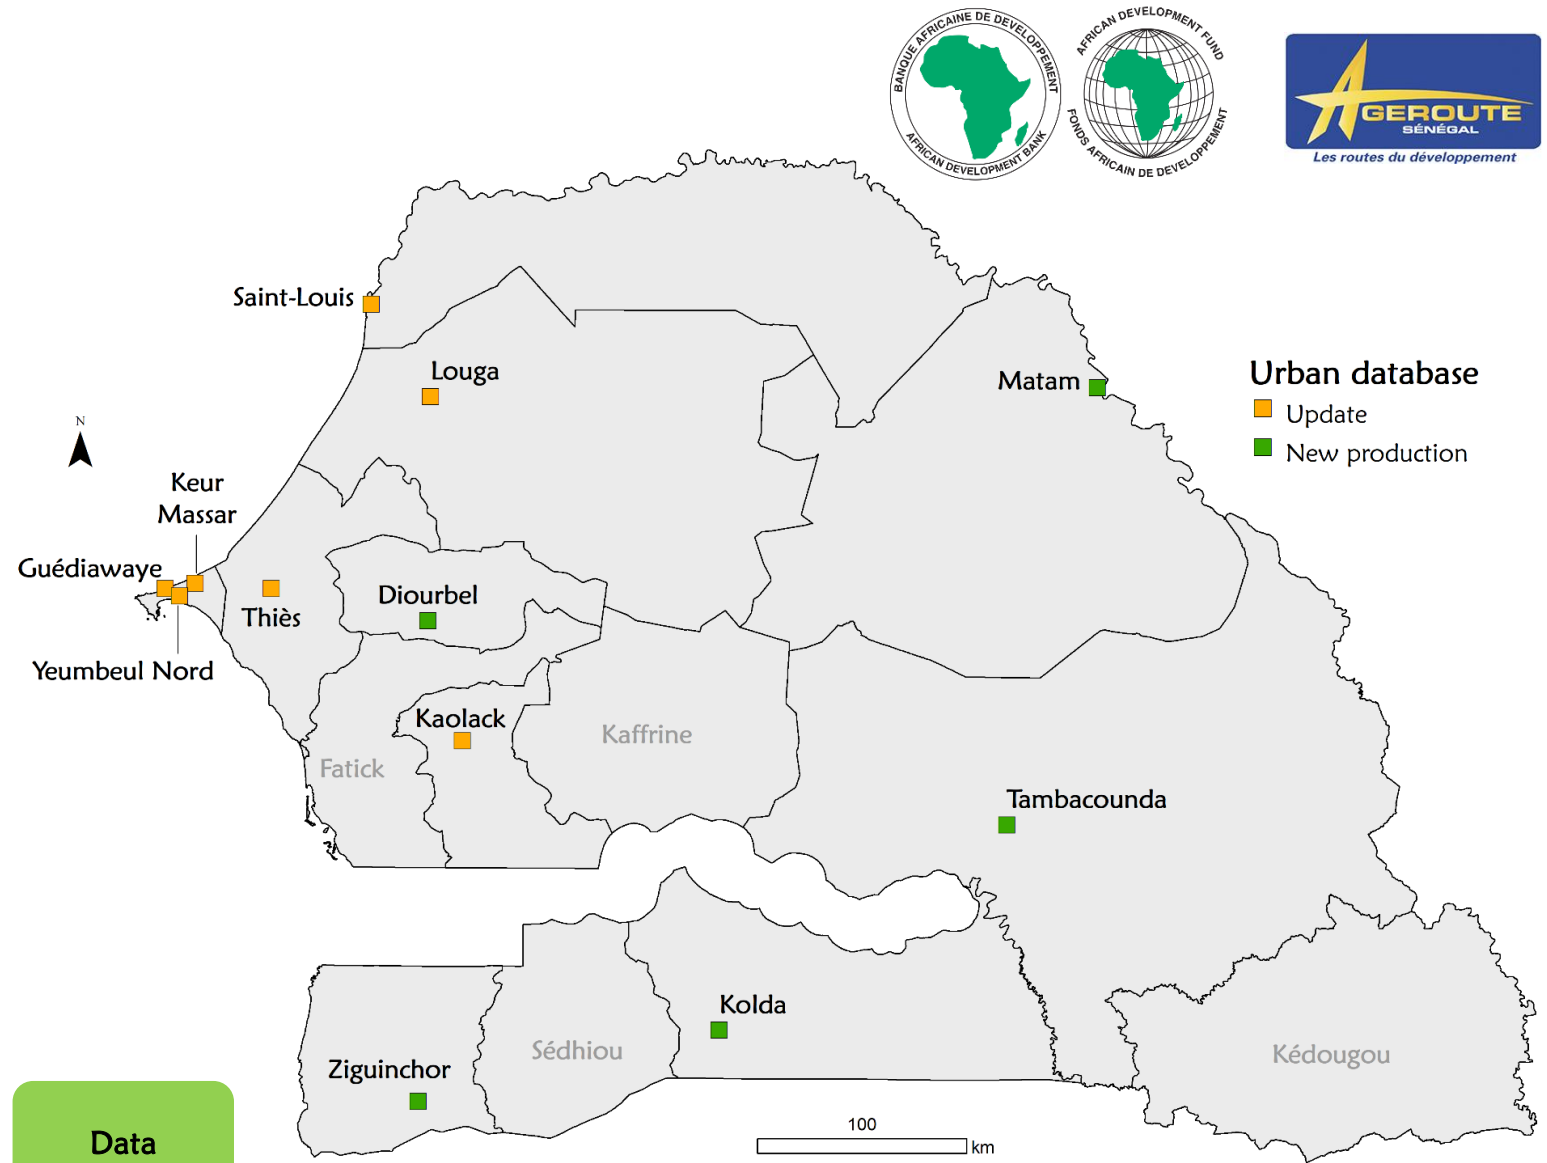 BANQUE AFRICAINE DE DEVELOPPEMENT
AFRICAN DEVELOPMENT BANK
AFRICAN DEVELOPMENT FUND
FONDS AFRICAIN DE DEVELOPPEMENT
AGEROUTE
SÉNÉGAL
Les routes du développement
Saint-Louis
Louga
Matam
Urban database
Update
New production
N
Keur
Massar
Guédiawaye
Thiès
Diourbel
Yeumbeul Nord
Kaolack
Kaffrine
Fatick
Tambacounda
Kolda
Sédhiou
Kédougou
Ziguinchor
100
km
Data